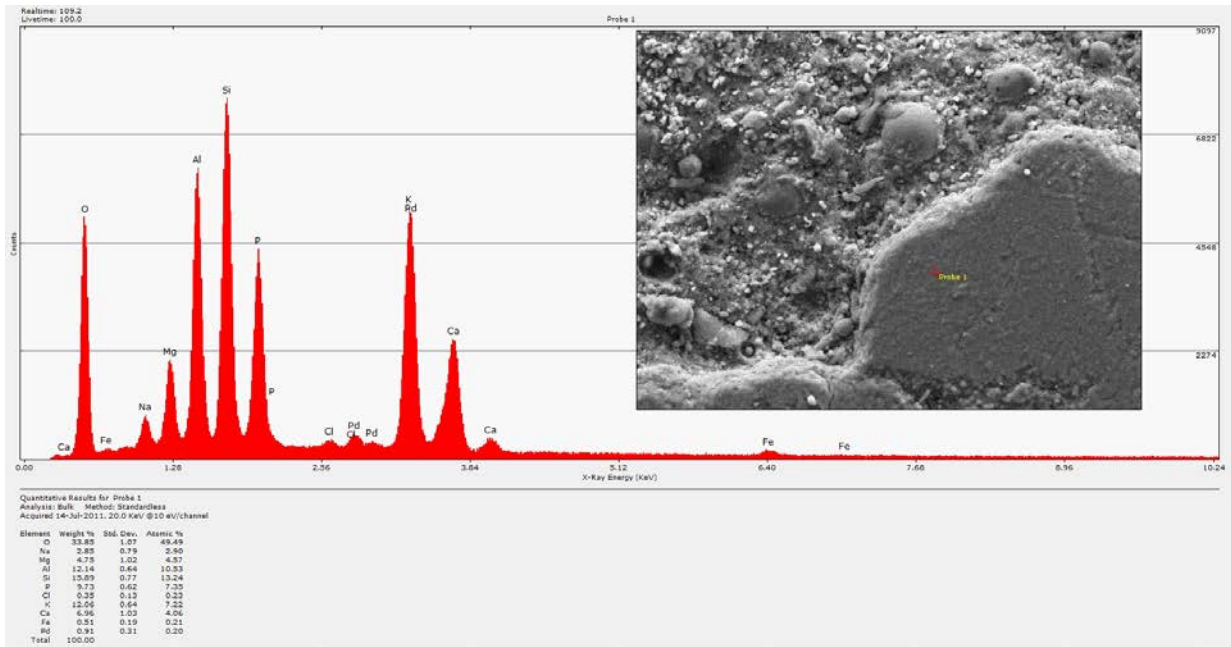 Realtime: 109.2
Livetime: 100.0
Probe 1
9097
6822
4548
2274
Counts
Ca
O
Fe
Na
Mg
Al
Si
P
P
Cl
Pd
Cl
Pd
K
Pd
Ca
Ca
Fe
Fe
Probe 1
0.00 1.28 2.56 3.84 5.12 6.40 7.68 8.96 10.24
X-Ray Energy (KeV)
Quantitative Results for Probe 1
Analysis: Bulk Method: Standardless
Acquired 14-Jul-2011, 20.0 KeV @10 eV/channel
Element Weight % Std. Dev. Atomic %
O 33.85 1.07 49.49
Na 2.85 0.79 2.90
Mg 4.75 1.02 4.57
Al 12.14 0.64 10.53
Si 15.89 0.77 13.24
P 9.73 0.62 7.35
Cl 0.35 0.13 0.23
K 12.06 0.64 7.22
Ca 6.96 1.03 4.06
Fe 0.51 0.19 0.21
Pd 0.91 0.31 0.20
Total 100.00